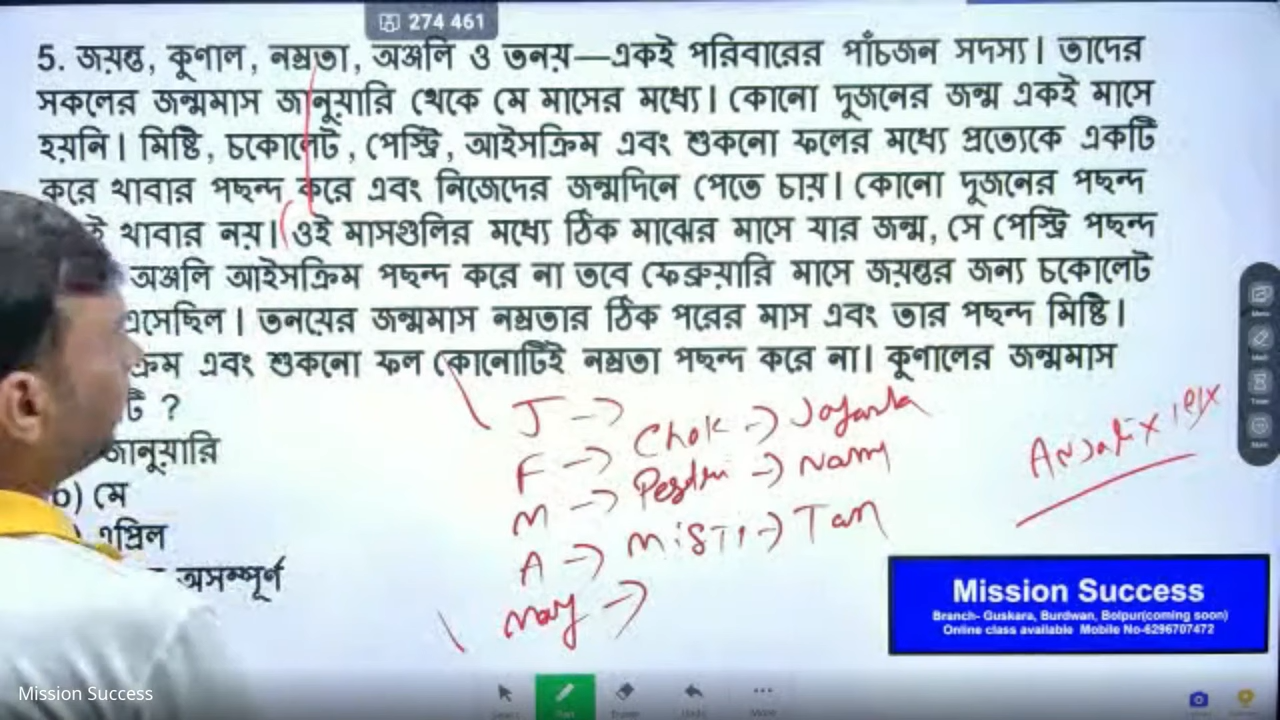 274 461
5. জয়ন্ত, কুণাল, নম্রতা, অঞ্জলি ও তনয়—একই পরিবারের পাঁচজন সদস্য। তাদের
সকলের জন্মমাস জানুয়ারি থেকে মে মাসের মধ্যে। কোনো দুজনের জন্ম একই মাসে
হয়নি। মিষ্টি, চকোলেট, পেস্ট্রি, আইসক্রিম এবং শুকনো ফলের মধ্যে প্রত্যেকে একটি
করে খাবার পছন্দ করে এবং নিজেদের জন্মদিনে পেতে চায়। কোনো দুজনের পছন্দ
খাবার নয়। ওই মাসগুলির মধ্যে ঠিক মাঝের মাসে যার জন্ম, সে পেস্ট্রি পছন্দ
অঞ্জলি আইসক্রিম পছন্দ করে না তবে ফেব্রুয়ারি মাসে জয়ন্তর জন্য চকোলেট
এসেছিল। তনয়ের জন্মমাস নম্রতার ঠিক পরের মাস এবং তার পছন্দ মিষ্টি।
ক্রিম এবং শুকনো ফল কোনোটিই নম্রতা পছন্দ করে না। কুণালের জন্মমাস
টি ?
জানুয়ারি
b) মে
এপ্রিল
অসম্পূর্ণ
J →
F → Chok → Jayanta
M → Pestri → Nam
A → MiSTi → Tan
May →
Anjali x
Mission Success
Branch- Guskara, Burdwan, Bolpur(coming soon)
Online class available Mobile No-6296707472
Mission Success